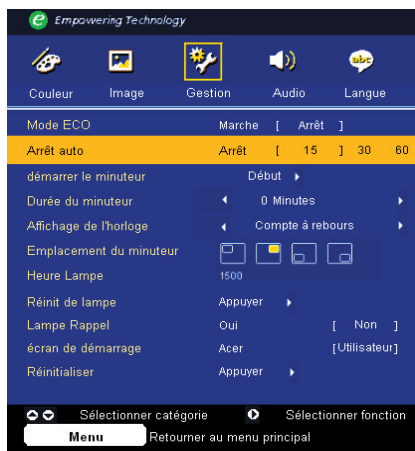 e Empowering Technology
Couleur Image Gestion Audio Langue
Mode ECO Marche [ Arrêt ]
Arrêt auto Arrêt [ 15 ] 30 60
démarrer le minuteur Début
Durée du minuteur 0 Minutes
Affichage de l'horloge Compte à rebours
Emplacement du minuteur
Heure Lampe 1500
Réinit de lampe Appuyer
Lampe Rappel Oui [ Non ]
écran de démarrage Acer [Utilisateur]
Réinitialiser Appuyer
Sélectionner catégorie Sélectionner fonction
Menu Retourner au menu principal